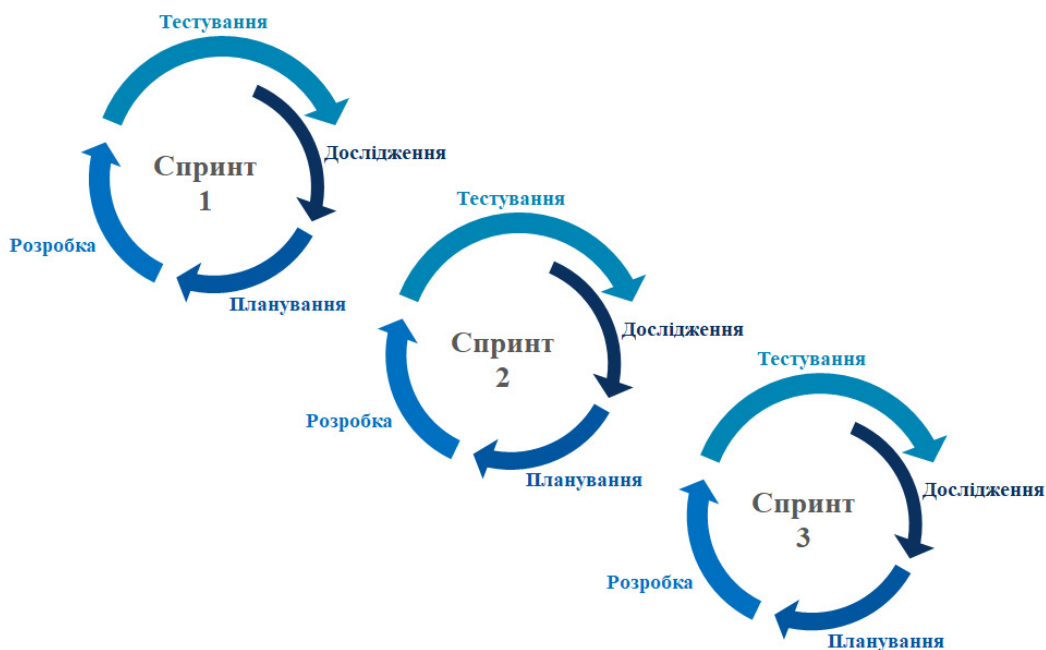 Тестування
Дослідження
Спринт
1
Розробка
Планування
Тестування
Дослідження
Спринт
2
Розробка
Планування
Тестування
Дослідження
Спринт
3
Розробка
Планування